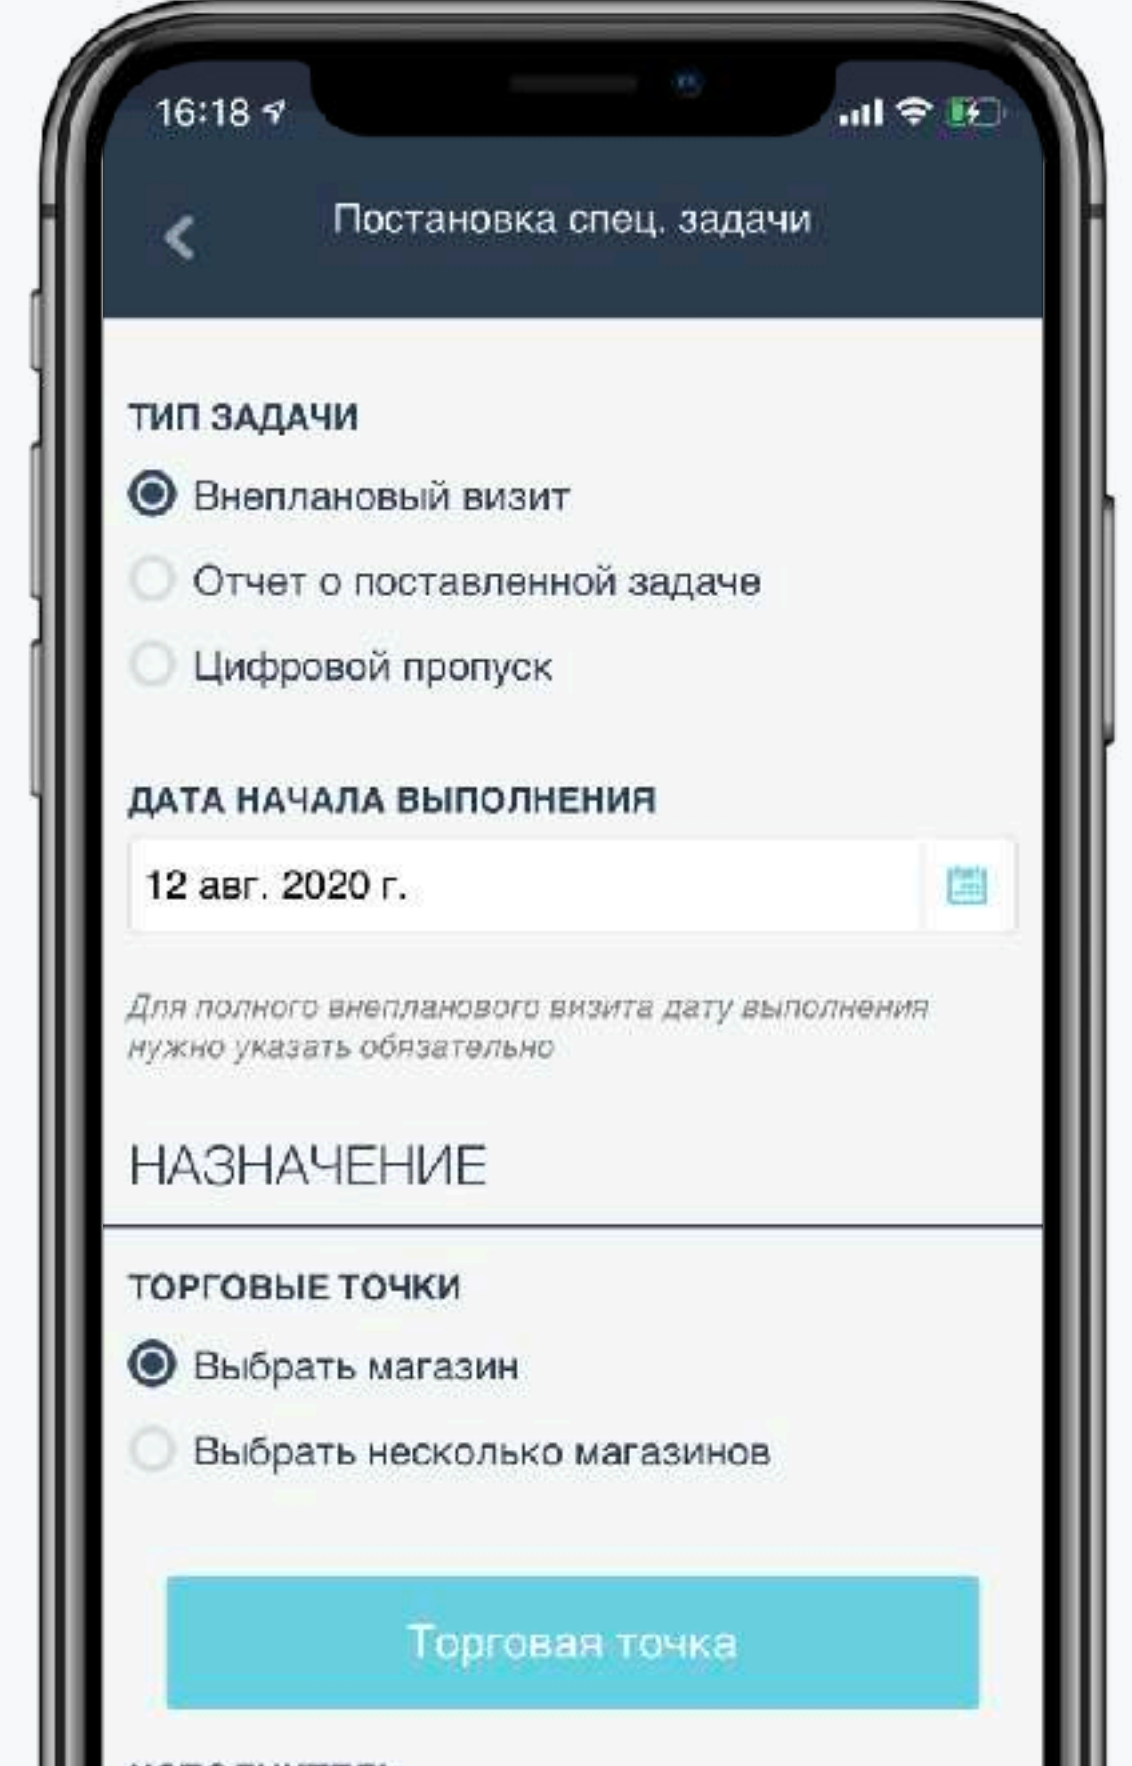 16:18
Постановка спец. задачи
ТИП ЗАДАЧИ
Внеплановый визит
Отчет о поставленной задаче
Цифровой пропуск
ДАТА НАЧАЛА ВЫПОЛНЕНИЯ
12 авг. 2020 г.
Для полного внепланового визита дату выполнения
нужно указать обязательно
НАЗНАЧЕНИЕ
ТОРГОВЫЕ ТОЧКИ
Выбрать магазин
Выбрать несколько магазинов
Торговая точка